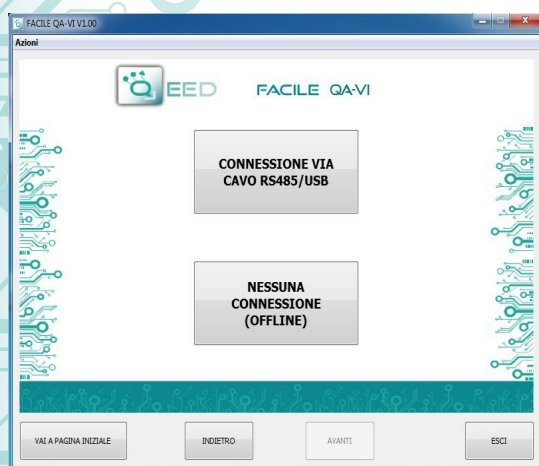 FACILE QA-VI V1.00
Azioni
QEED FACILE QA-VI
CONNESSIONE VIA
CAVO RS485/USB
NESSUNA
CONNESSIONE
(OFFLINE)
VAI A PAGINA INIZIALE INDIETRO AVANTI ESCI